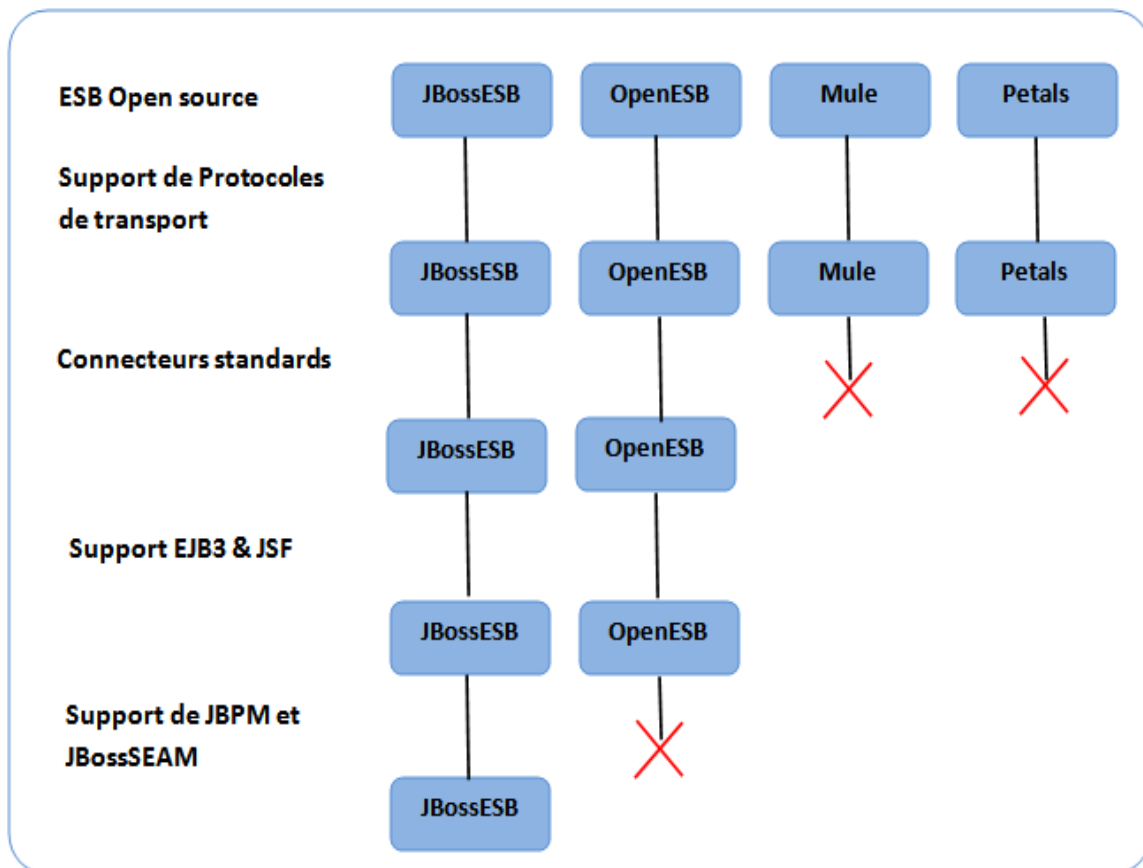 ESB Open source
JBossESB
OpenESB
Mule
Petals
Support de Protocoles
de transport
JBossESB
OpenESB
Mule
Petals
Connecteurs standards
JBossESB
OpenESB
Support EJB3 & JSF
JBossESB
OpenESB
Support de JBPM et
JBossSEAM
JBossESB